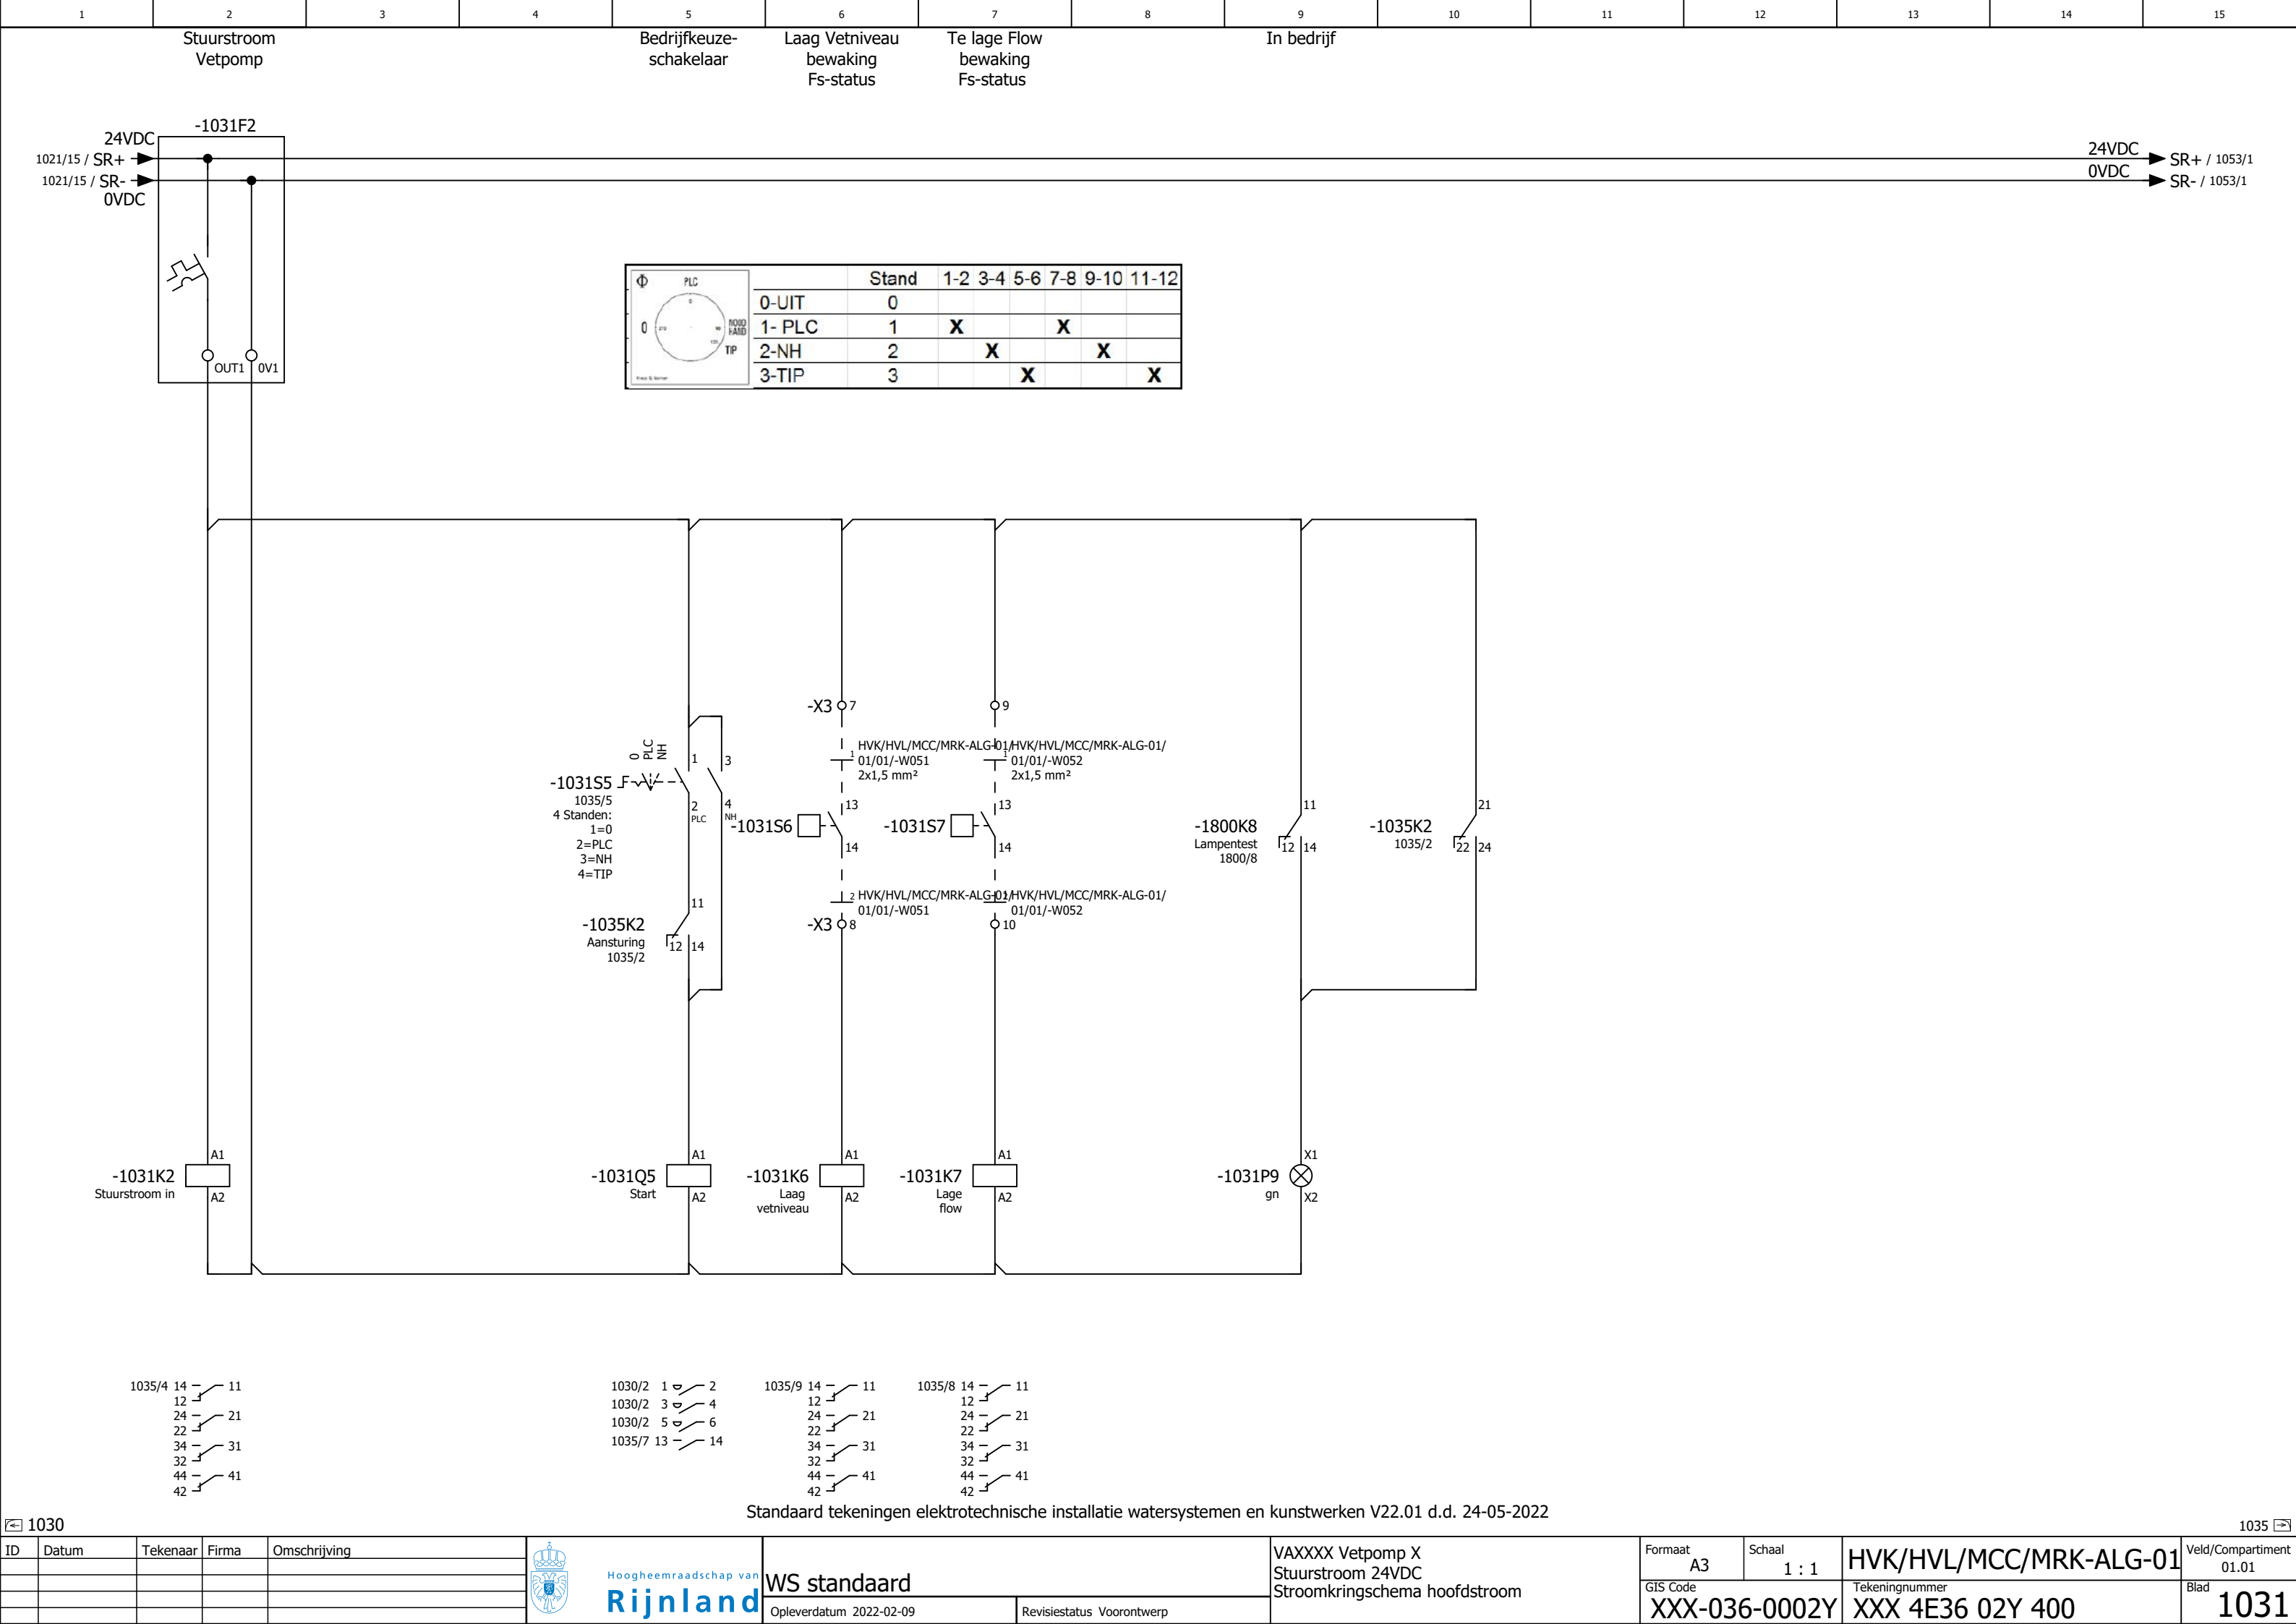 1 2 3 4 5 6 7 8 9 10 11 12 13 14 15
Stuurstroom
Vetpomp
Bedrijfkeuze-
schakelaar
Laag Vetniveau
bewaking
Fs-status
Te lage Flow
bewaking
Fs-status
In bedrijf
-1031F2
24VDC
1021/15 / SR+
1021/15 / SR-
0VDC
24VDC
SR+ / 1053/1
0VDC
SR- / 1053/1
OUT1 0V1
PLC
0
NOOD
HAND
TIP
Stand 1-2 3-4 5-6 7-8 9-10 11-12
0-UIT 0
1- PLC 1 X X
2-NH 2 X X
3-TIP 3 X X
-X3 7
9
0
PLC
NH
1 3
-1031S5
1035/5
4 Standen:
1=0
2=PLC
3=NH
4=TIP
2
PLC
4
NH
1 HVK/HVL/MCC/MRK-ALG-01/
01/01/-W051
2x1,5 mm²
1 HVK/HVL/MCC/MRK-ALG-01/
01/01/-W052
2x1,5 mm²
-1031S6
13
14
-1031S7
13
14
-1800K8
Lampentest
1800/8
11
12 14
-1035K2
1035/2
21
22 24
2 HVK/HVL/MCC/MRK-ALG-01/
01/01/-W051
-X3 8
2 HVK/HVL/MCC/MRK-ALG-01/
01/01/-W052
10
-1035K2
Aansturing
1035/2
11
12 14
-1031K2
Stuurstroom in
A1
A2
-1031Q5
Start
A1
A2
-1031K6
Laag
vetniveau
A1
A2
-1031K7
Lage
flow
A1
A2
-1031P9
gn
X1
X2
1035/4 14 11
12
24 21
22
34 31
32
44 41
42
1030/2 1 2
1030/2 3 4
1030/2 5 6
1035/7 13 14
1035/9 14 11
12
24 21
22
34 31
32
44 41
42
1035/8 14 11
12
24 21
22
34 31
32
44 41
42
Standaard tekeningen elektrotechnische installatie watersystemen en kunstwerken V22.01 d.d. 24-05-2022
1030
1035
ID Datum Tekenaar Firma Omschrijving
Hoogheemraadschap van
Rijnland
WS standaard
Opleverdatum 2022-02-09
Revisiestatus Voorontwerp
VAXXXX Vetpomp X
Stuurstroom 24VDC
Stroomkringschema hoofdstroom
Formaat
A3
Schaal
1 : 1
HVK/HVL/MCC/MRK-ALG-01
Veld/Compartiment
01.01
GIS Code
XXX-036-0002Y
Tekeningnummer
XXX 4E36 02Y 400
Blad
1031